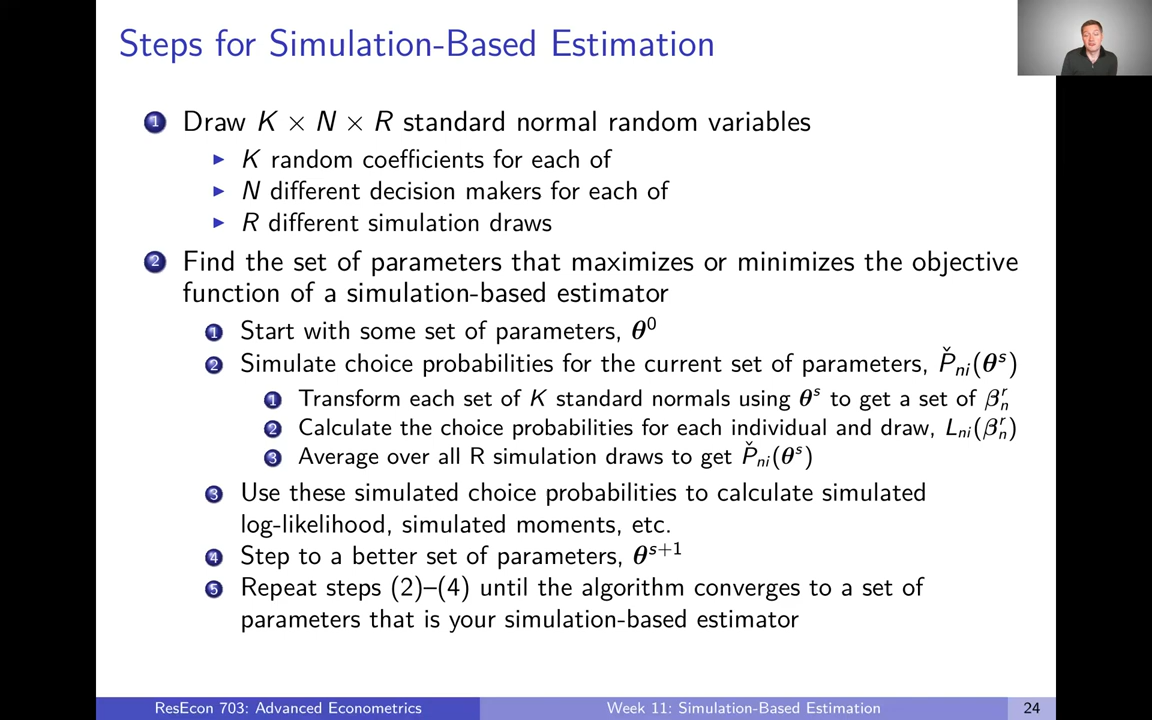 Steps for Simulation-Based Estimation
1 Draw K × N × R standard normal random variables
▶ K random coefficients for each of
▶ N different decision makers for each of
▶ R different simulation draws
2 Find the set of parameters that maximizes or minimizes the objective
function of a simulation-based estimator
1 Start with some set of parameters, θ⁰
2 Simulate choice probabilities for the current set of parameters, P̌ₙᵢ(θˢ)
1 Transform each set of K standard normals using θˢ to get a set of βₙʳ
2 Calculate the choice probabilities for each individual and draw, Lₙᵢ(βₙʳ)
3 Average over all R simulation draws to get P̌ₙᵢ(θˢ)
3 Use these simulated choice probabilities to calculate simulated
log-likelihood, simulated moments, etc.
4 Step to a better set of parameters, θˢ⁺¹
5 Repeat steps (2)–(4) until the algorithm converges to a set of
parameters that is your simulation-based estimator
ResEcon 703: Advanced Econometrics
Week 11: Simulation-Based Estimation
24